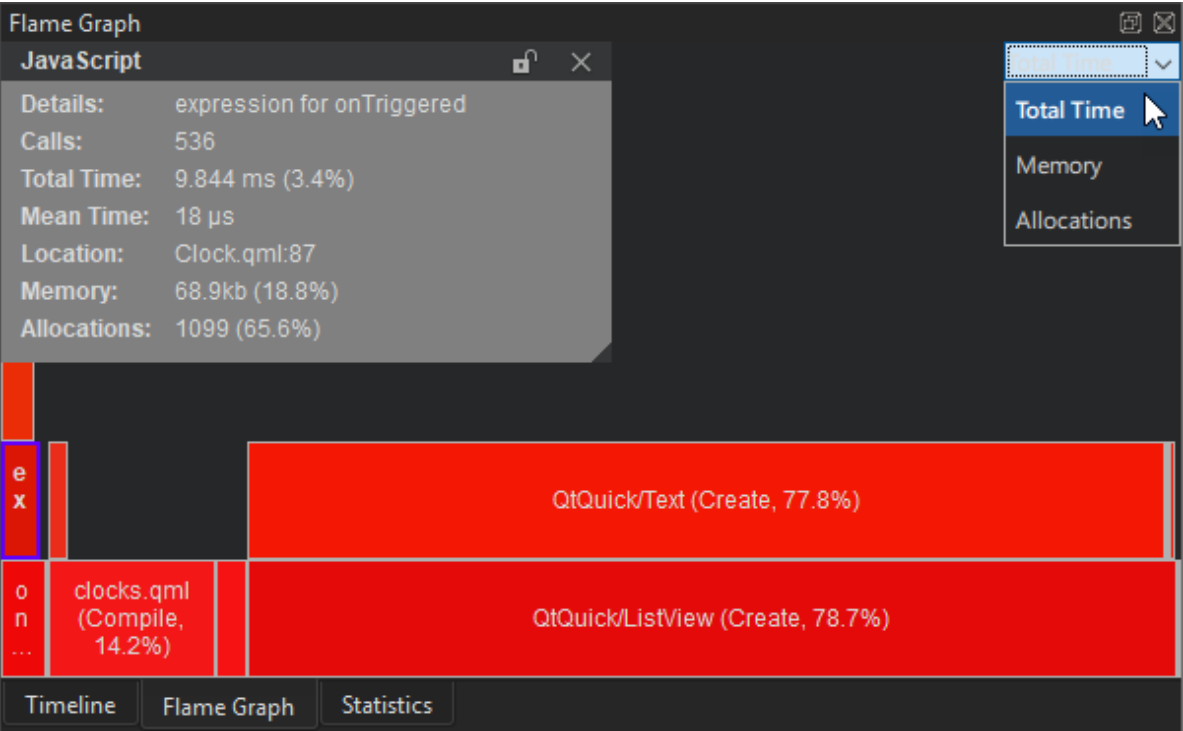 Flame Graph
JavaScript
Details: expression for onTriggered
Calls: 536
Total Time: 9.844 ms (3.4%)
Mean Time: 18 µs
Location: Clock.qml:87
Memory: 68.9kb (18.8%)
Allocations: 1099 (65.6%)
Total Time
Total Time
Memory
Allocations
e
x
QtQuick/Text (Create, 77.8%)
o
n
...
clocks.qml
(Compile,
14.2%)
QtQuick/ListView (Create, 78.7%)
Timeline
Flame Graph
Statistics